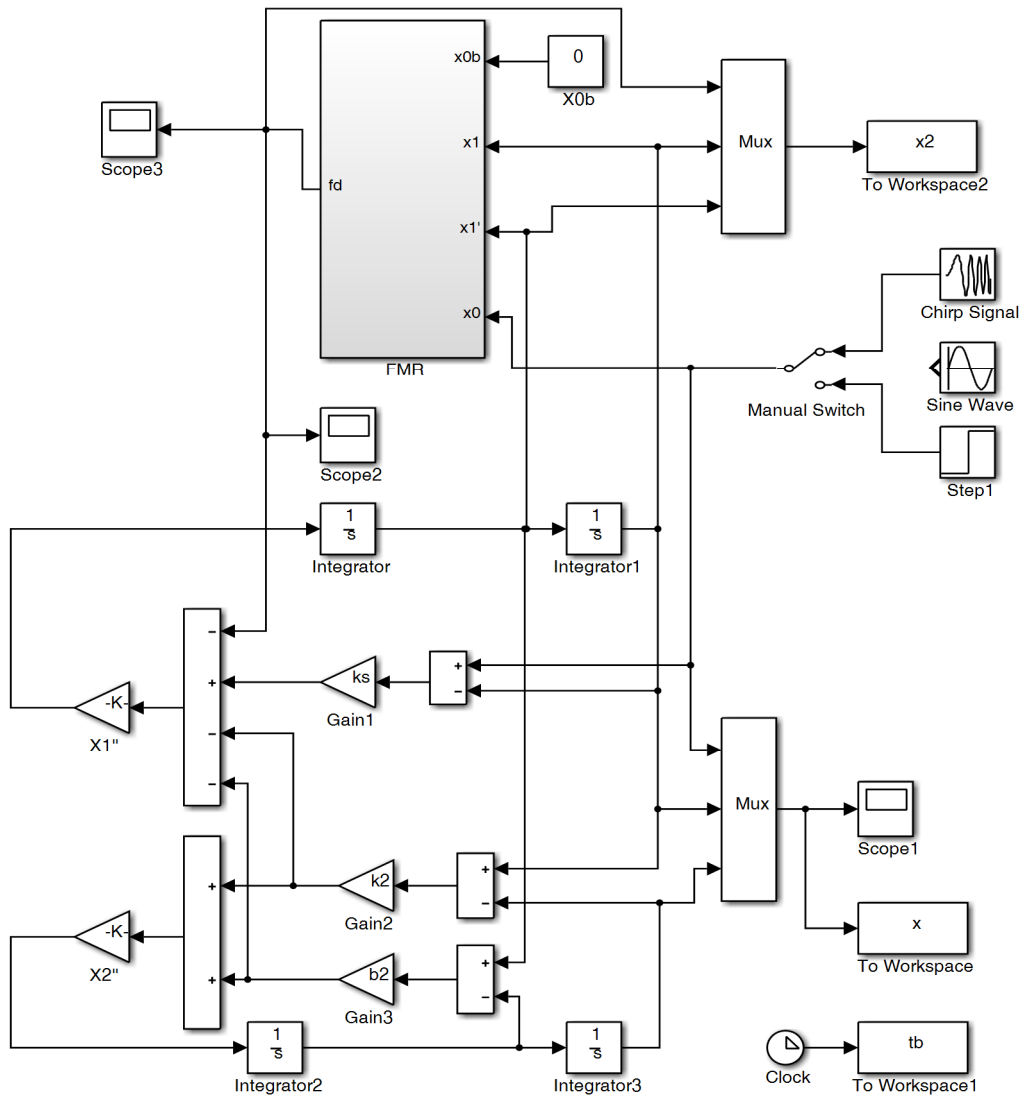 x0b
0
X0b
x1
Mux
x2
To Workspace2
Scope3
fd
x1'
x0
FMR
Chirp Signal
Manual Switch
Sine Wave
Step1
Scope2
1
s
Integrator
1
s
Integrator1
−
+
−
−
-K-
X1"
ks
Gain1
+
−
Mux
Scope1
+
+
-K-
X2"
k2
Gain2
+
−
x
To Workspace
b2
Gain3
+
−
1
s
Integrator2
1
s
Integrator3
Clock
tb
To Workspace1